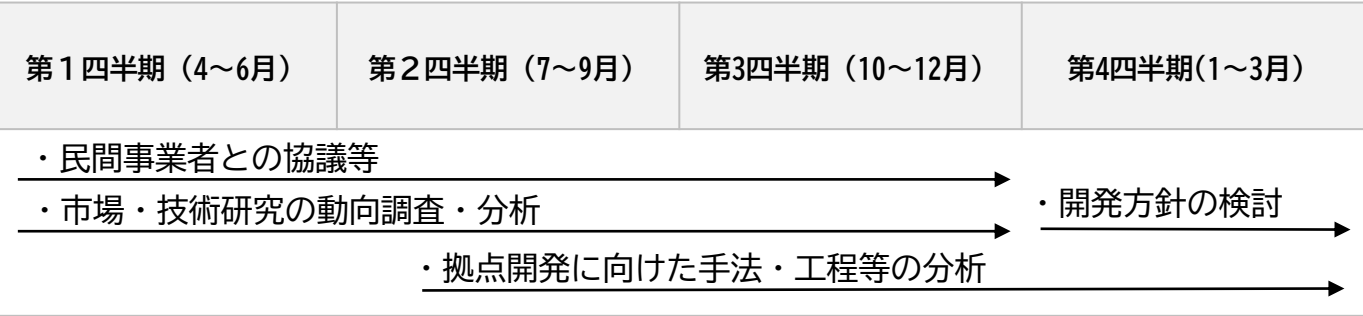 第１四半期（4～6月）
第２四半期（7～9月）
第3四半期（10～12月）
第4四半期(1～3月)
・民間事業者との協議等
・市場・技術研究の動向調査・分析
・開発方針の検討
・拠点開発に向けた手法・工程等の分析